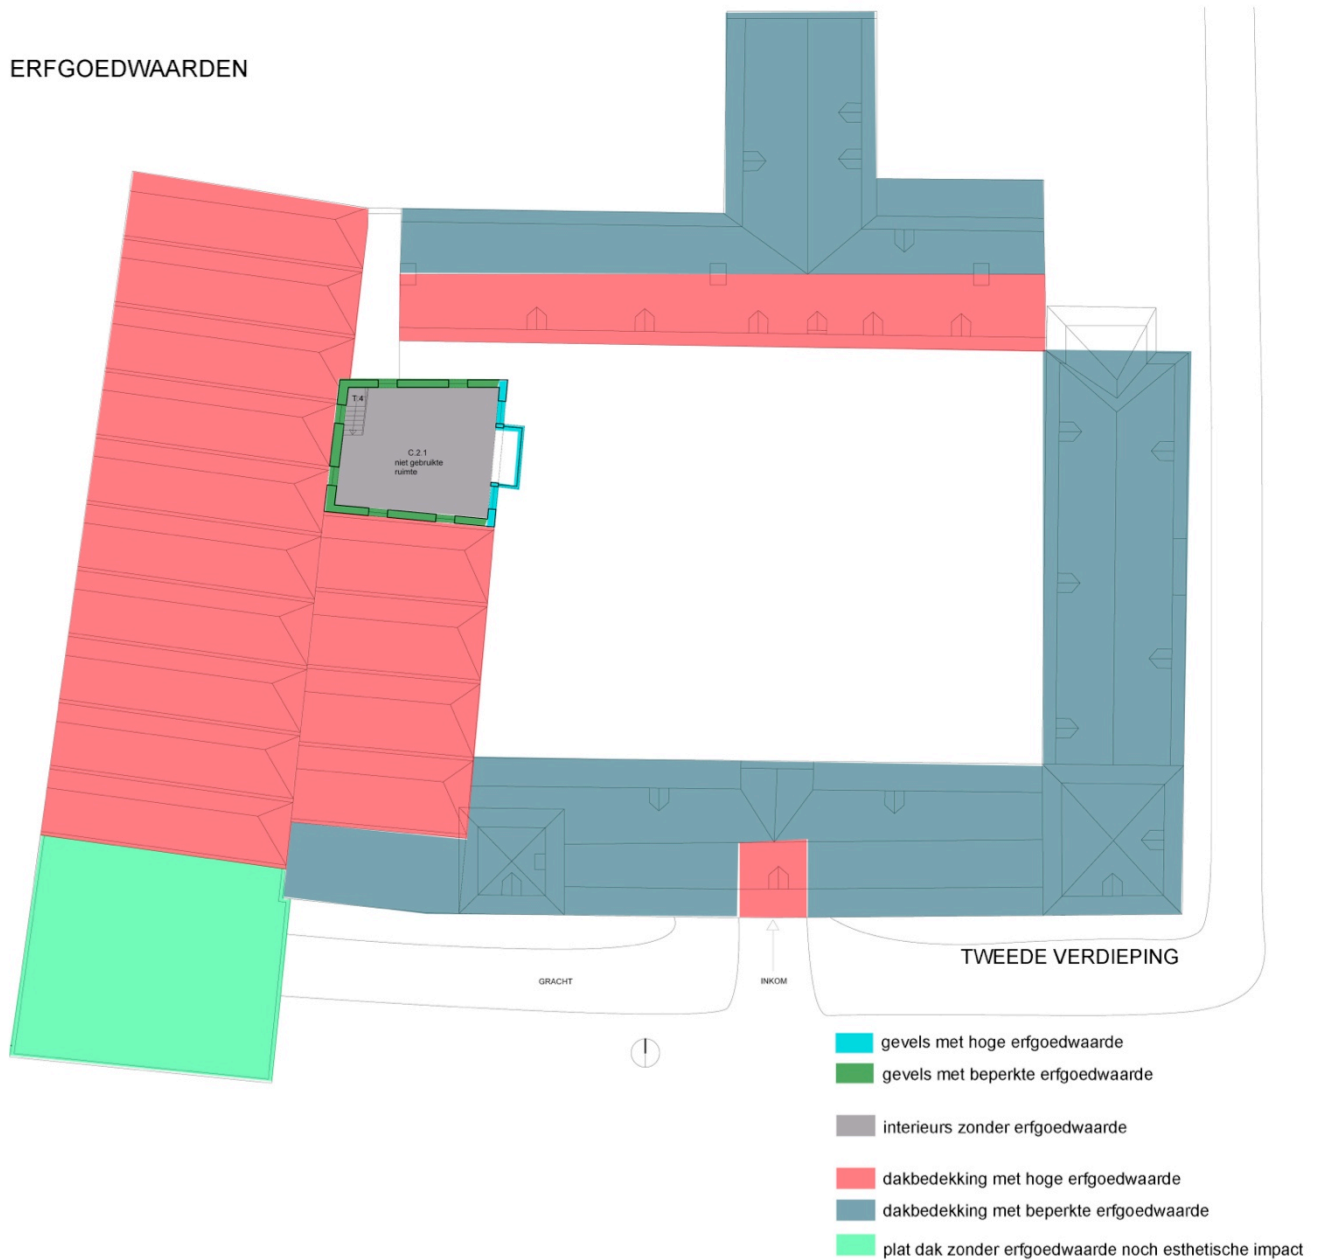 ERFGOEDWAARDEN
T.4
C.2.1
niet gebruikte
ruimte
TWEEDE VERDIEPING
GRACHT
INKOM
gevels met hoge erfgoedwaarde
gevels met beperkte erfgoedwaarde
interieurs zonder erfgoedwaarde
dakbedekking met hoge erfgoedwaarde
dakbedekking met beperkte erfgoedwaarde
plat dak zonder erfgoedwaarde noch esthetische impact